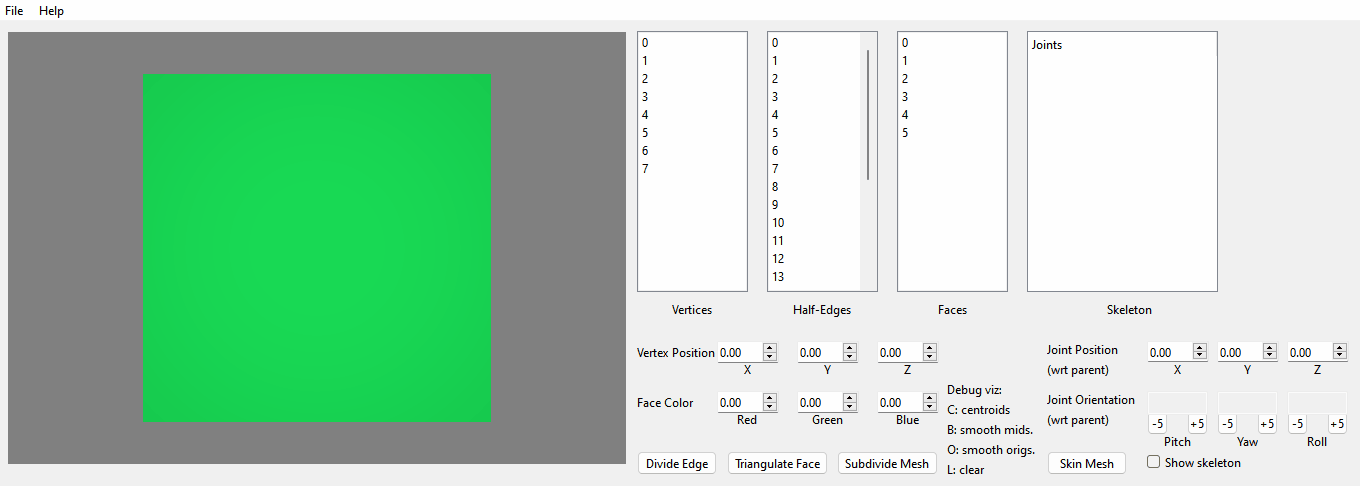 File Help
0 0 0 Joints
1 1 1
2 2 2
3 3 3
4 4 4
5 5 5
6 6
7 7
8
9
10
11
12
13
Vertices Half-Edges Faces Skeleton
Vertex Position 0.00 0.00 0.00 Joint Position 0.00 0.00 0.00
X Y Z (wrt parent) X Y Z
Debug viz:
Face Color 0.00 0.00 0.00 Joint Orientation
C: centroids
Red Green Blue (wrt parent) -5 +5 -5 +5 -5 +5
B: smooth mids. Pitch Yaw Roll
O: smooth origs.
Divide Edge Triangulate Face Subdivide Mesh Skin Mesh Show skeleton
L: clear